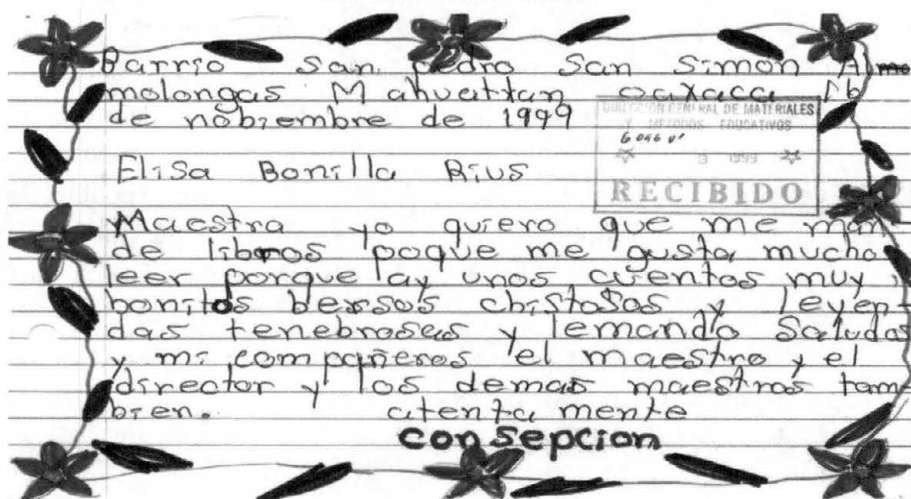 Barrio San pedro San Simon Al
molongas Mahuattan oaxaca 16
de nobiembre de 1999
DIRECCION GENERAL DE MATERIALES
Y METODOS EDUCATIVOS
1999
RECIBIDO
Elisa Bonilla Rius
Maestra yo quiero que me man
de libros poque me gusta mucho
leer porque ay unos cuentos muy
bonitos bersos chistosos y leyen-
das tenebrosas y lemando Saludos
y mi compañeros el maestro y el
director y los demas maestros tam
bien. atenta mente
consepcion